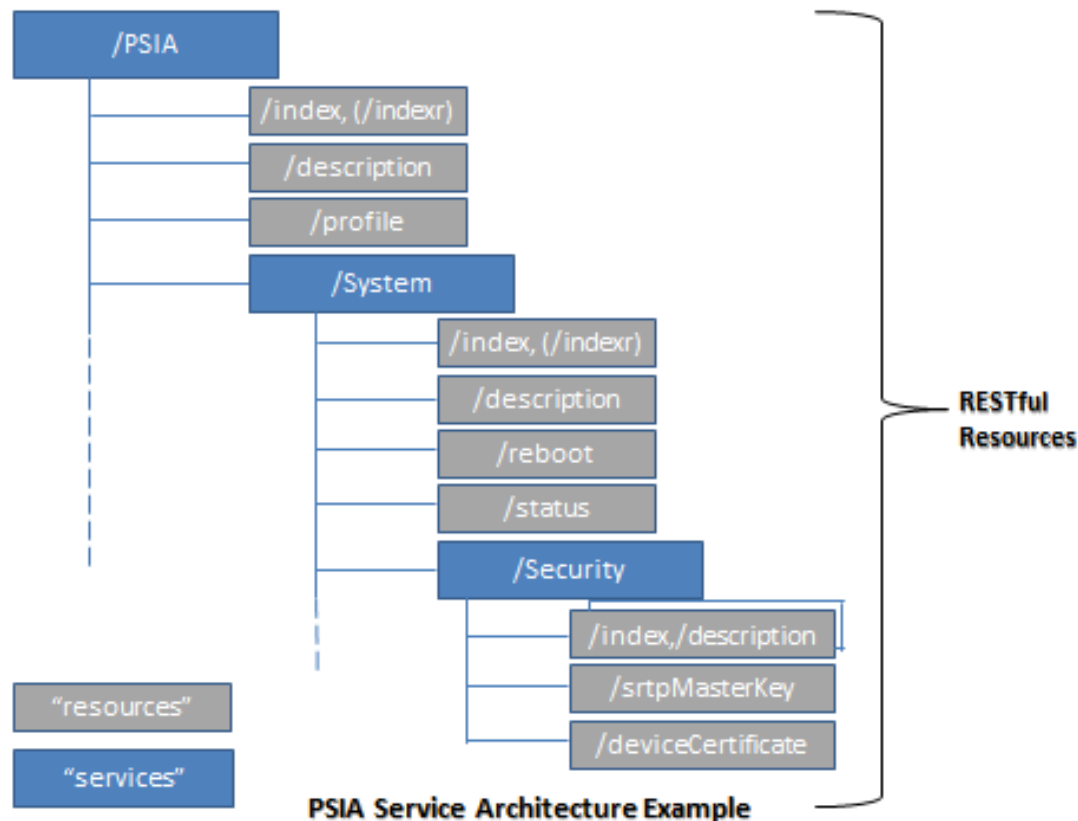 /PSIA
/index, (/indexr)
/description
/profile
/System
/index, (/indexr)
/description
/reboot
/status
/Security
/index,/description
/srtpMasterKey
/deviceCertificate
RESTful
Resources
“resources”
“services”
PSIA Service Architecture Example